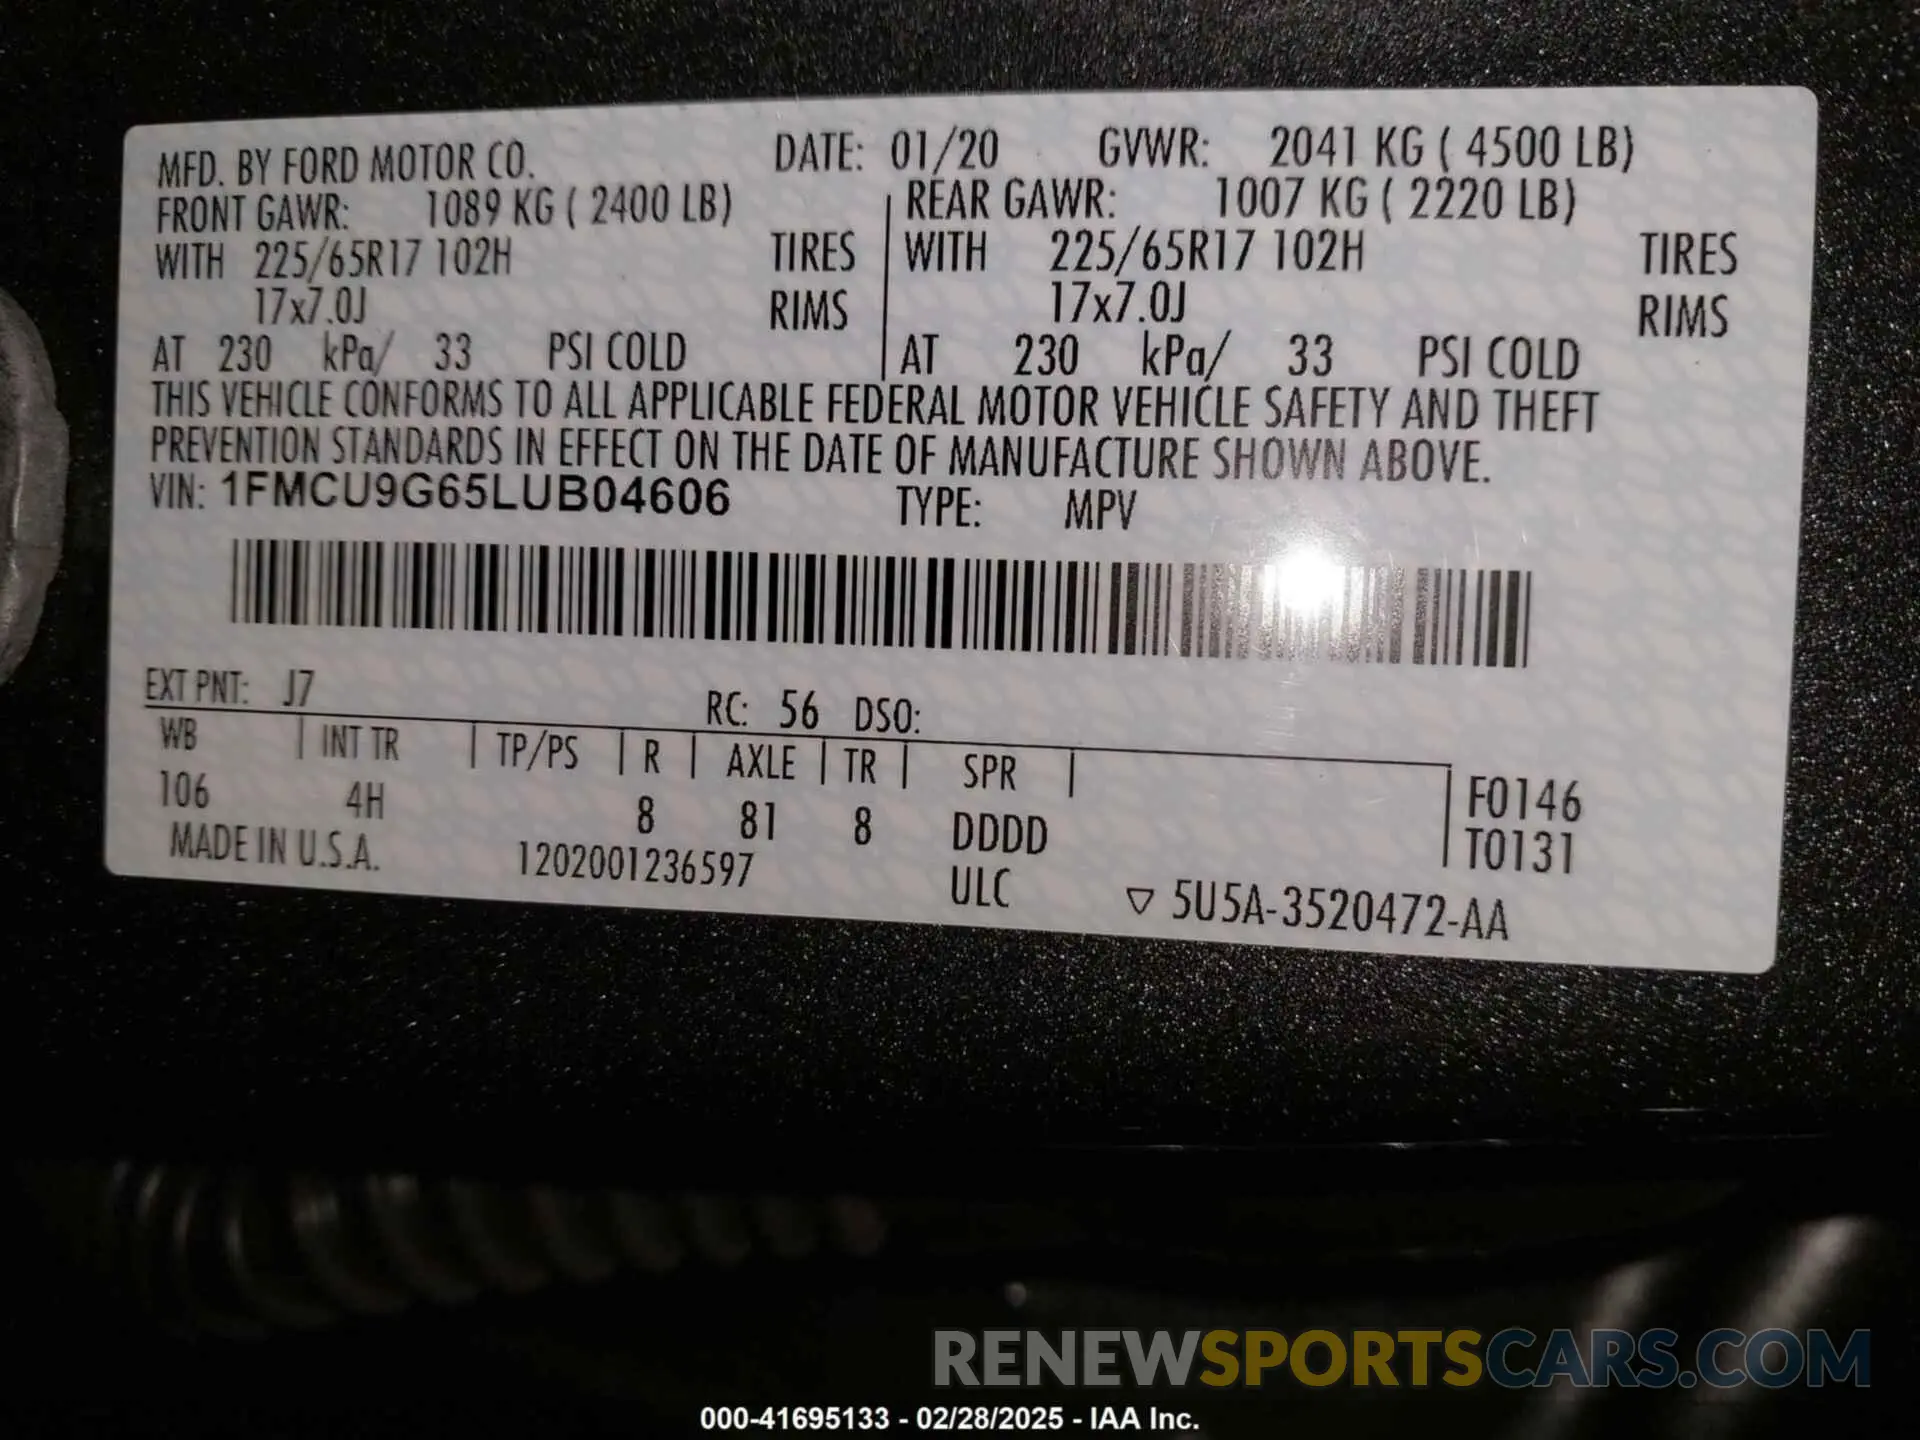 MFD. BY FORD MOTOR CO. DATE: 01/20 GVWR: 2041 KG ( 4500 LB)
FRONT GAWR: 1089 KG ( 2400 LB) REAR GAWR: 1007 KG ( 2220 LB)
WITH 225/65R17 102H TIRES WITH 225/65R17 102H TIRES
17x7.0J RIMS 17x7.0J RIMS
AT 230 kPa/ 33 PSI COLD AT 230 kPa/ 33 PSI COLD
THIS VEHICLE CONFORMS TO ALL APPLICABLE FEDERAL MOTOR VEHICLE SAFETY AND THEFT
PREVENTION STANDARDS IN EFFECT ON THE DATE OF MANUFACTURE SHOWN ABOVE.
VIN: 1FMCU9G65LUB04606 TYPE: MPV
EXT PNT: J7 RC: 56 DSO:
WB INT TR TP/PS R AXLE TR SPR
106 4H 8 81 8 DDDD F0146
T0131
MADE IN U.S.A. 1202001236597 ULC ▽ 5U5A-3520472-AA
RENEWSPORTSCARS.COM
000-41695133 - 02/28/2025 - IAA Inc.